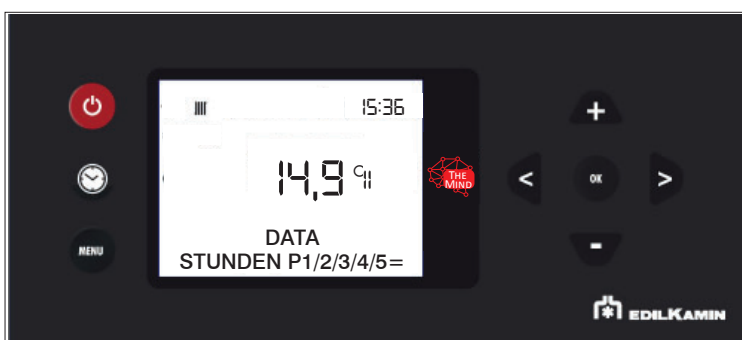 15:36
14,9 °C
THE MIND
MENU
OK
DATA
STUNDEN P1/2/3/4/5=
EDILKAMIN